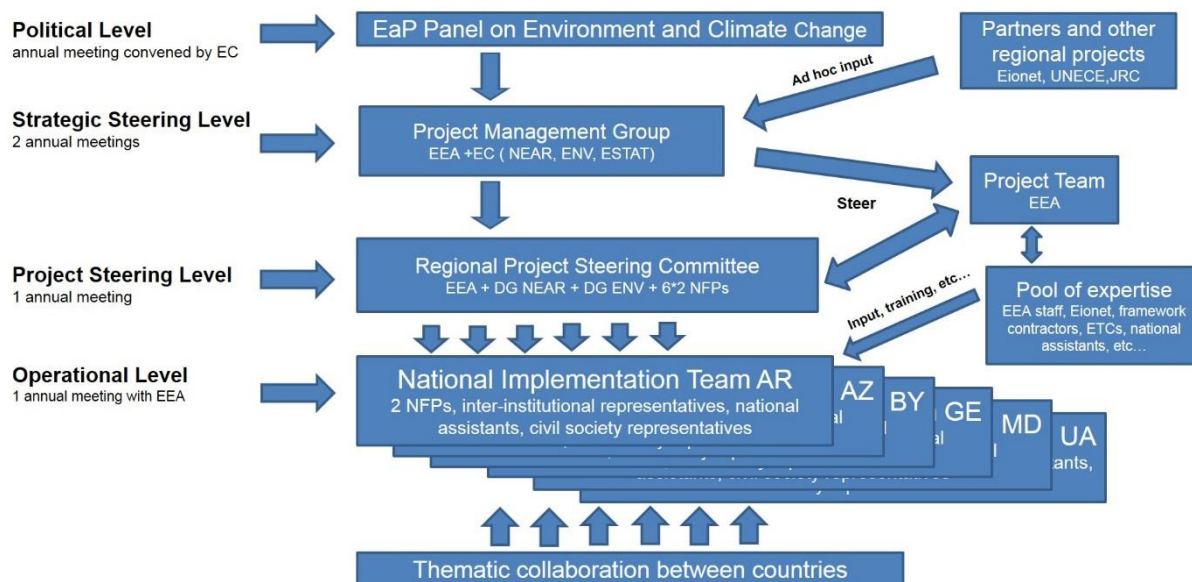 Political Level
annual meeting convened by EC
EaP Panel on Environment and Climate Change
Partners and other
regional projects
Eionet, UNECE,JRC
Ad hoc input
Strategic Steering Level
2 annual meetings
Project Management Group
EEA +EC ( NEAR, ENV, ESTAT)
Project Team
EEA
Steer
Project Steering Level
1 annual meeting
Regional Project Steering Committee
EEA + DG NEAR + DG ENV + 6*2 NFPs
Pool of expertise
EEA staff, Eionet, framework
contractors, ETCs, national
assistants, etc...
Input, training, etc...
Operational Level
1 annual meeting with EEA
National Implementation Team AR
2 NFPs, inter-institutional representatives, national
assistants, civil society representatives
AZ
BY
GE
MD
UA
assistants, civil society representatives
Thematic collaboration between countries